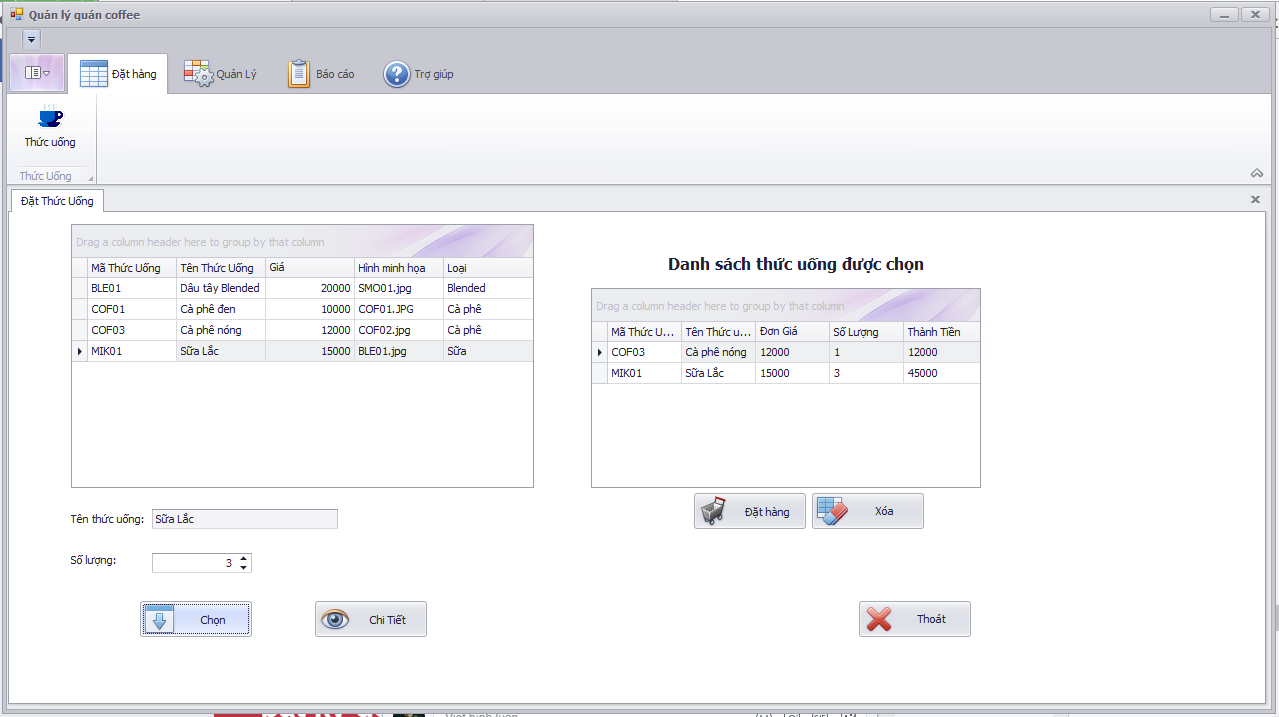 Quản lý quán coffee
Đặt hàng Quản Lý Báo cáo Trợ giúp
Thức uống
Thức Uống
Đặt Thức Uống
Drag a column header here to group by that column
Mã Thức Uống Tên Thức Uống Giá Hình minh họa Loại
BLE01 Dâu tây Blended 20000 SMO01.jpg Blended
COF01 Cà phê đen 10000 COF01.JPG Cà phê
COF03 Cà phê nóng 12000 COF02.jpg Cà phê
MIK01 Sữa Lắc 15000 BLE01.jpg Sữa
Danh sách thức uống được chọn
Drag a column header here to group by that column
Mã Thức U... Tên Thức u... Đơn Giá Số Lượng Thành Tiền
COF03 Cà phê nóng 12000 1 12000
MIK01 Sữa Lắc 15000 3 45000
Đặt hàng Xóa
Tên thức uống: Sữa Lắc
Số lượng: 3
Chọn Chi Tiết Thoát